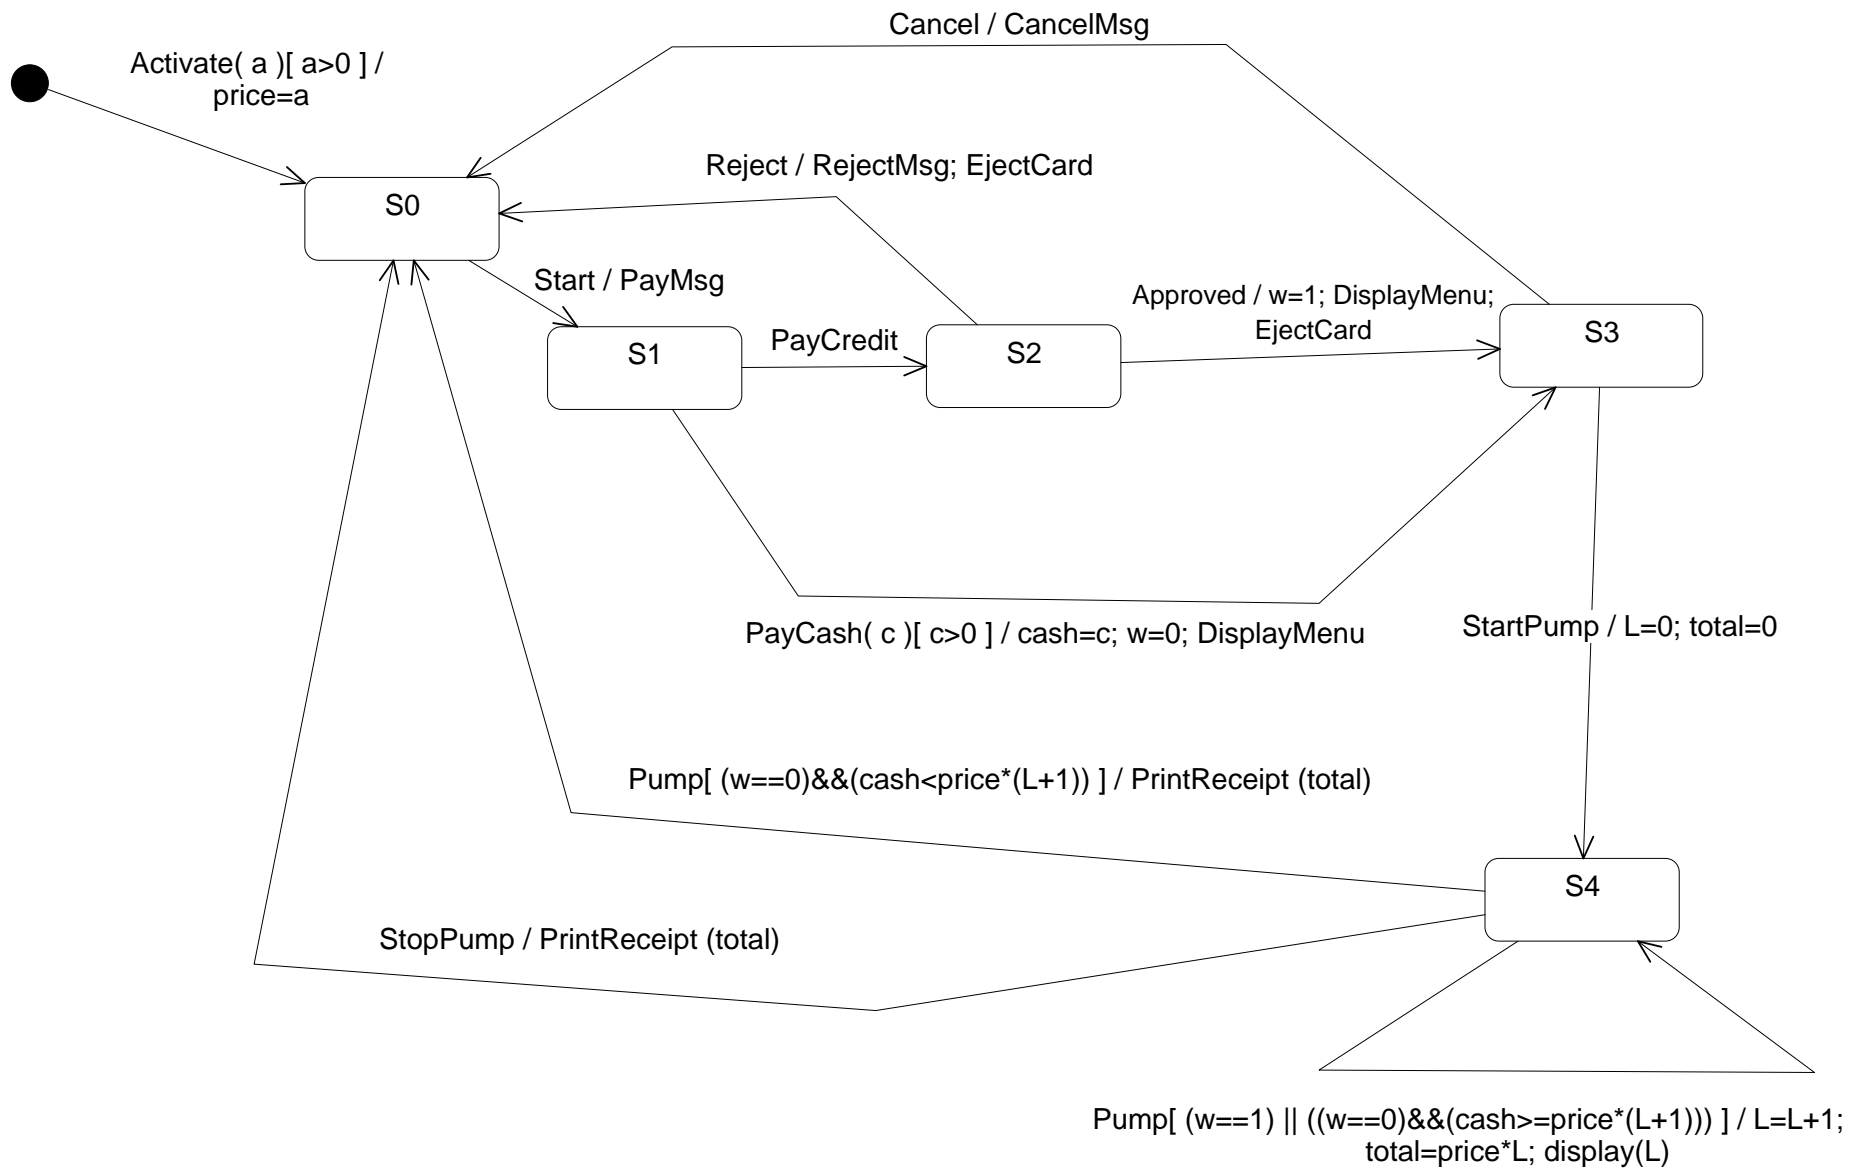 Cancel / CancelMsg
Activate( a )[ a>0 ] /
price=a
Reject / RejectMsg; EjectCard
S0
Start / PayMsg
Approved / w=1; DisplayMenu;
EjectCard
S1
PayCredit
S2
S3
PayCash( c )[ c>0 ] / cash=c; w=0; DisplayMenu
StartPump / L=0; total=0
Pump[ (w==0)&&(cash<price*(L+1)) ] / PrintReceipt (total)
S4
StopPump / PrintReceipt (total)
Pump[ (w==1) || ((w==0)&&(cash>=price*(L+1))) ] / L=L+1;
total=price*L; display(L)